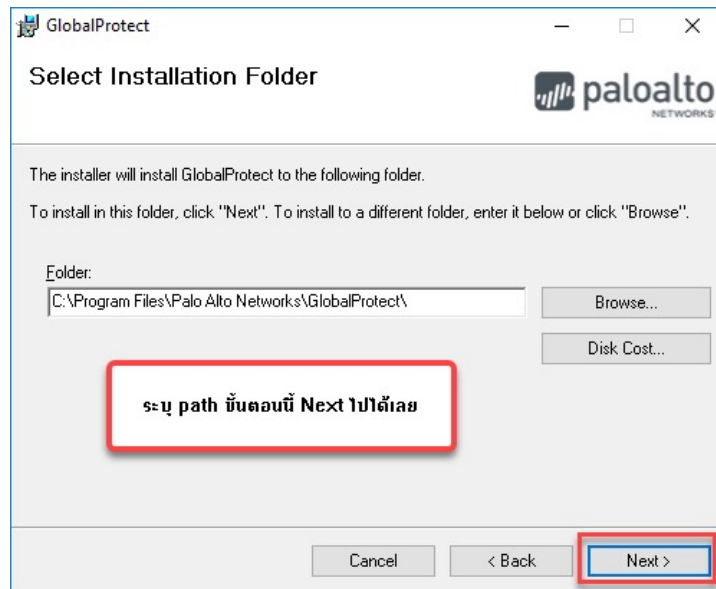 GlobalProtect
Select Installation Folder
paloalto
NETWORKS
The installer will install GlobalProtect to the following folder.
To install in this folder, click "Next". To install to a different folder, enter it below or click "Browse".
Folder:
C:\Program Files\Palo Alto Networks\GlobalProtect\
Browse...
Disk Cost...
ระบุ path ขั้นตอนนี้ Next ไปได้เลย
Cancel
< Back
Next >